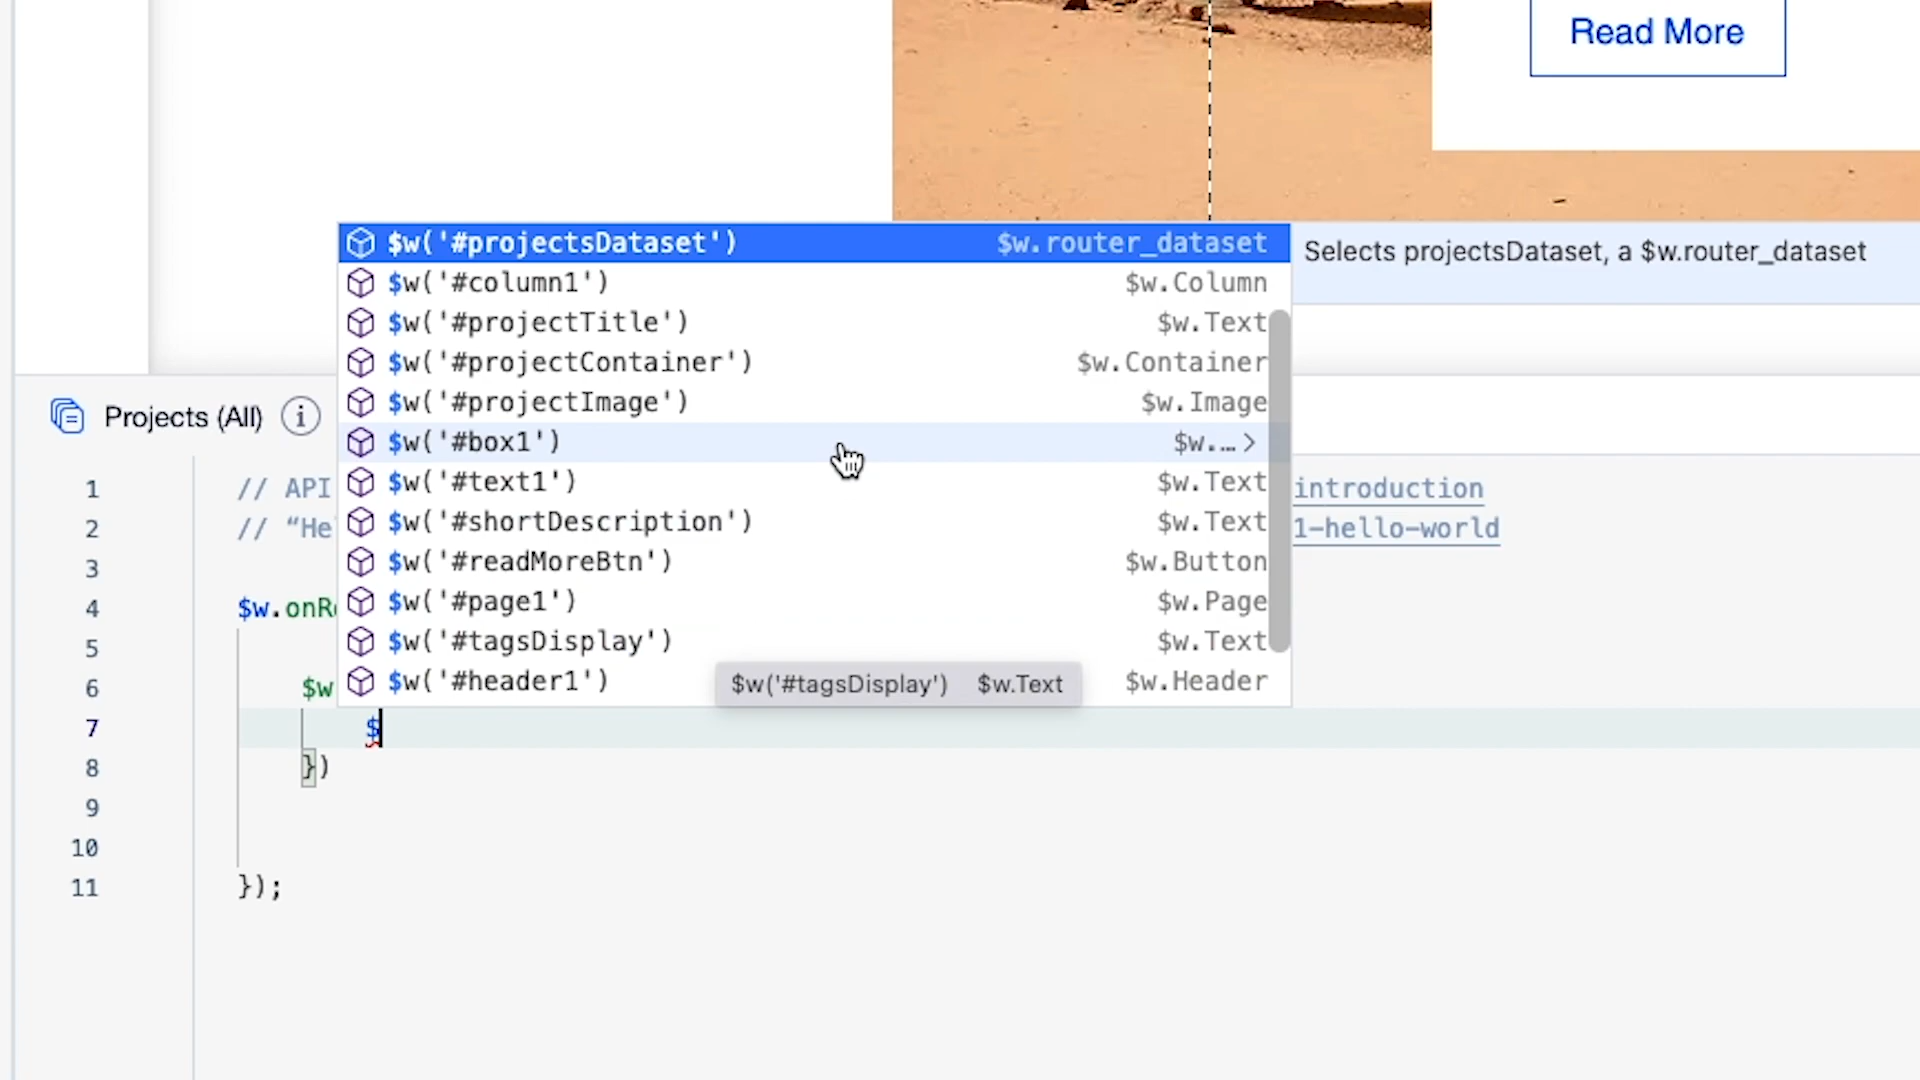 Read More
$w('#projectsDataset') $w.router_dataset
Selects projectsDataset, a $w.router_dataset
$w('#column1') $w.Column
$w('#projectTitle') $w.Text
$w('#projectContainer') $w.Container
$w('#projectImage') $w.Image
$w('#box1') $w.… >
$w('#text1') $w.Text
$w('#shortDescription') $w.Text
$w('#readMoreBtn') $w.Button
$w('#page1') $w.Page
$w('#tagsDisplay') $w.Text
$w('#header1') $w.Header
$w('#tagsDisplay') $w.Text
Projects (All) i
1 // API introduction
2 // “He 1-hello-world
3
4 $w.onR
5
6 $w
7 $
8 })
9
10
11 });